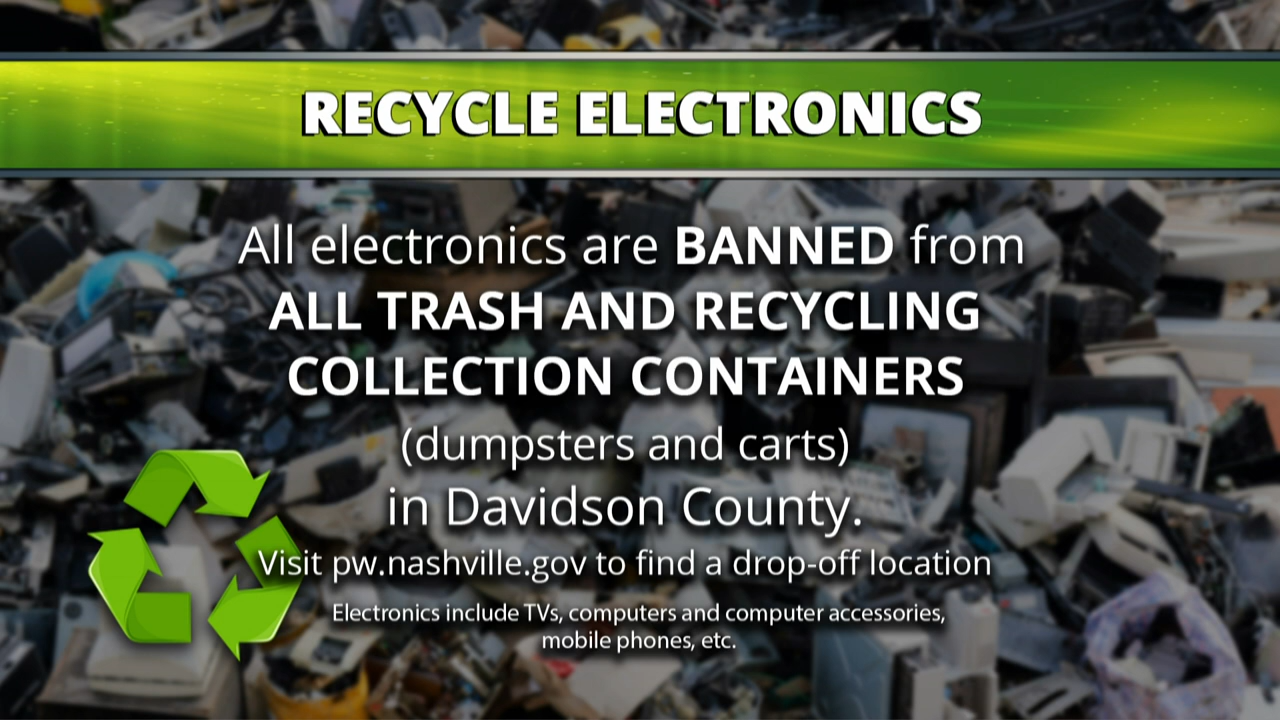 RECYCLE ELECTRONICS
All electronics are BANNED from
ALL TRASH AND RECYCLING
COLLECTION CONTAINERS
(dumpsters and carts)
in Davidson County.
Visit pw.nashville.gov to find a drop-off location
Electronics include TVs, computers and computer accessories,
mobile phones, etc.